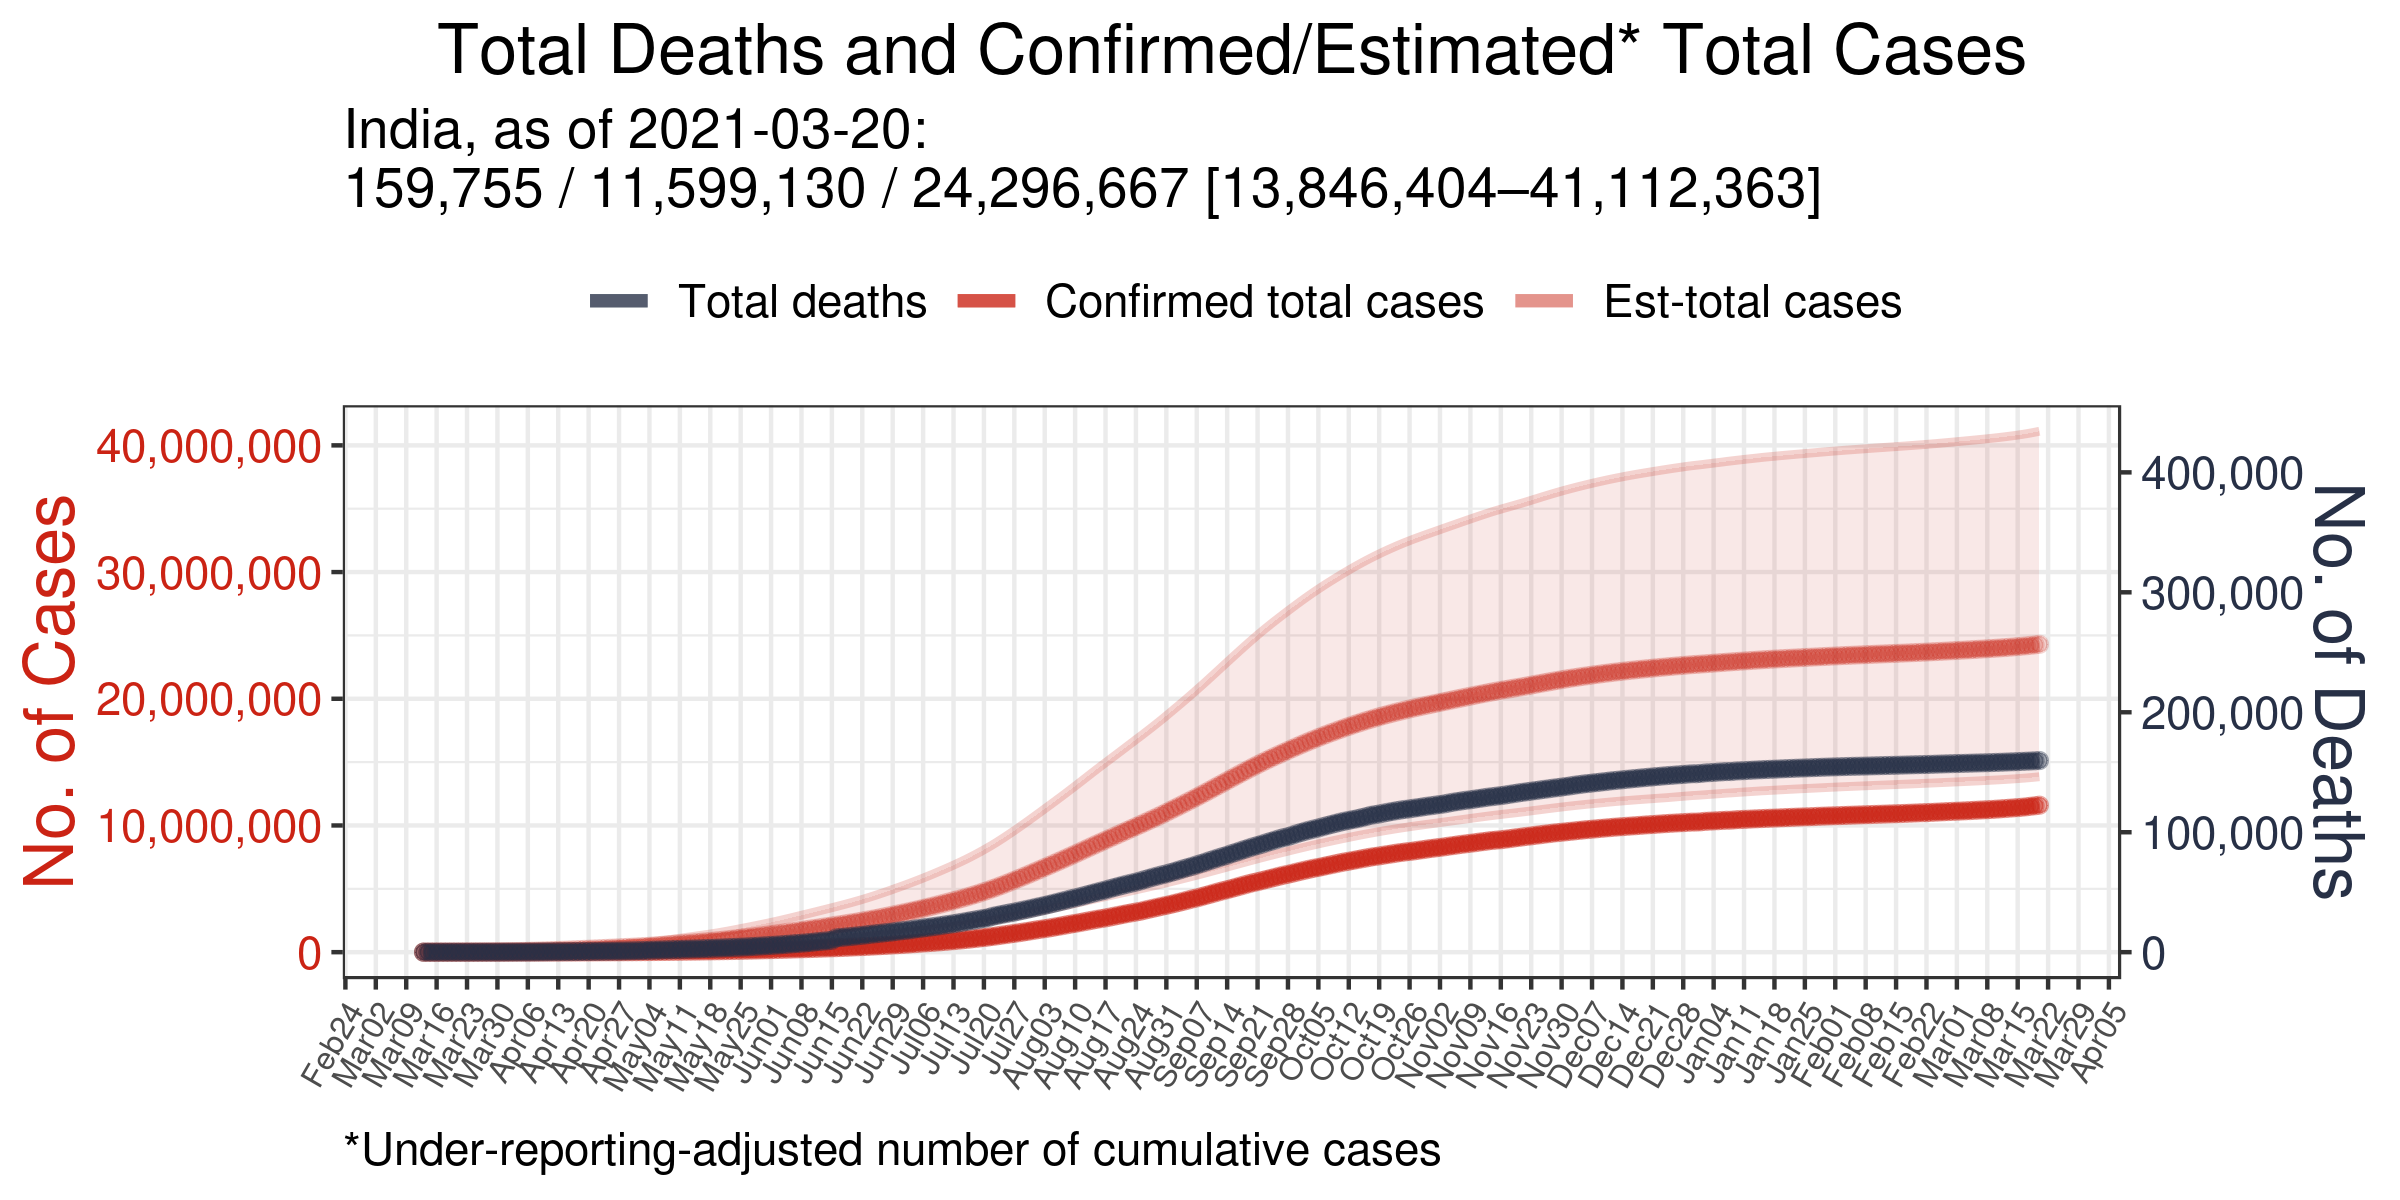 Total Deaths and Confirmed/Estimated* Total Cases
India, as of 2021-03-20:
159,755 / 11,599,130 / 24,296,667 [13,846,404–41,112,363]
Total deaths
Confirmed total cases
Est-total cases
No. of Cases
40,000,000
30,000,000
20,000,000
10,000,000
0
400,000
300,000
200,000
100,000
0
No. of Deaths
Feb24
Mar02
Mar09
Mar16
Mar23
Mar30
Apr06
Apr13
Apr20
Apr27
May04
May11
May18
May25
Jun01
Jun08
Jun15
Jun22
Jun29
Jul06
Jul13
Jul20
Jul27
Aug03
Aug10
Aug17
Aug24
Aug31
Sep07
Sep14
Sep21
Sep28
Oct05
Oct12
Oct19
Oct26
Nov02
Nov09
Nov16
Nov23
Nov30
Dec07
Dec14
Dec21
Dec28
Jan04
Jan11
Jan18
Jan25
Feb01
Feb08
Feb15
Feb22
Mar01
Mar08
Mar15
Mar22
Mar29
Apr05
*Under-reporting-adjusted number of cumulative cases